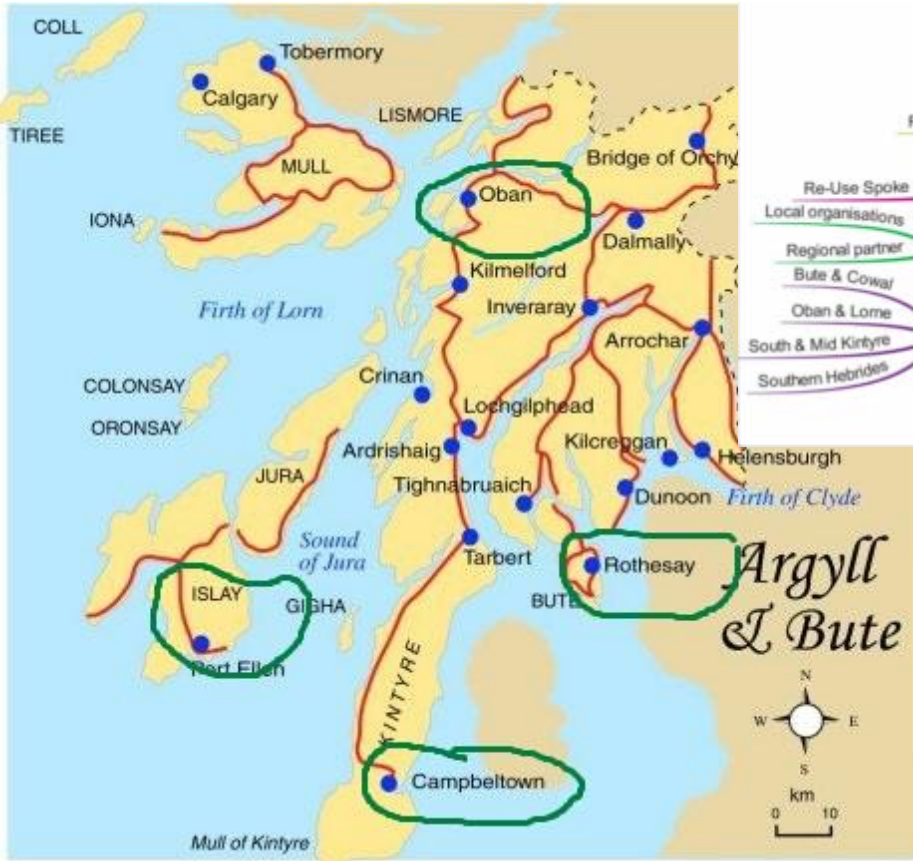 COLL
Tobermory
Calgary
TIREE
LISMORE
MULL
Bridge of Orchy
Oban
IONA
Dalmally
Kilmelford
Firth of Lorn
Inveraray
Arrochar
Crinan
COLONSAY
Lochgilphead
ORONSAY
Ardrishaig
Kilcreggan
Helensburgh
JURA
Tighnabruaich
Dunoon
Firth of Clyde
Sound
of Jura
Tarbert
Rothesay
ISLAY
GIGHA
BUTE
Port Ellen
KINTYRE
Campbeltown
Mull of Kintyre
Argyll
& Bute
N
W E
S
km
0 10
Re-Use Spoke
Local organisations
Regional partner
Bute & Cowal
Oban & Lorne
South & Mid Kintyre
Southern Hebrides